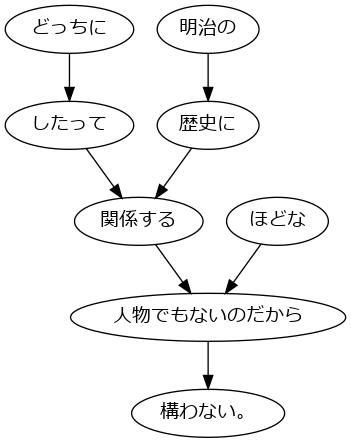 どっちに 明治の
したって 歴史に
関係する ほどな
人物でもないのだから
構わない。